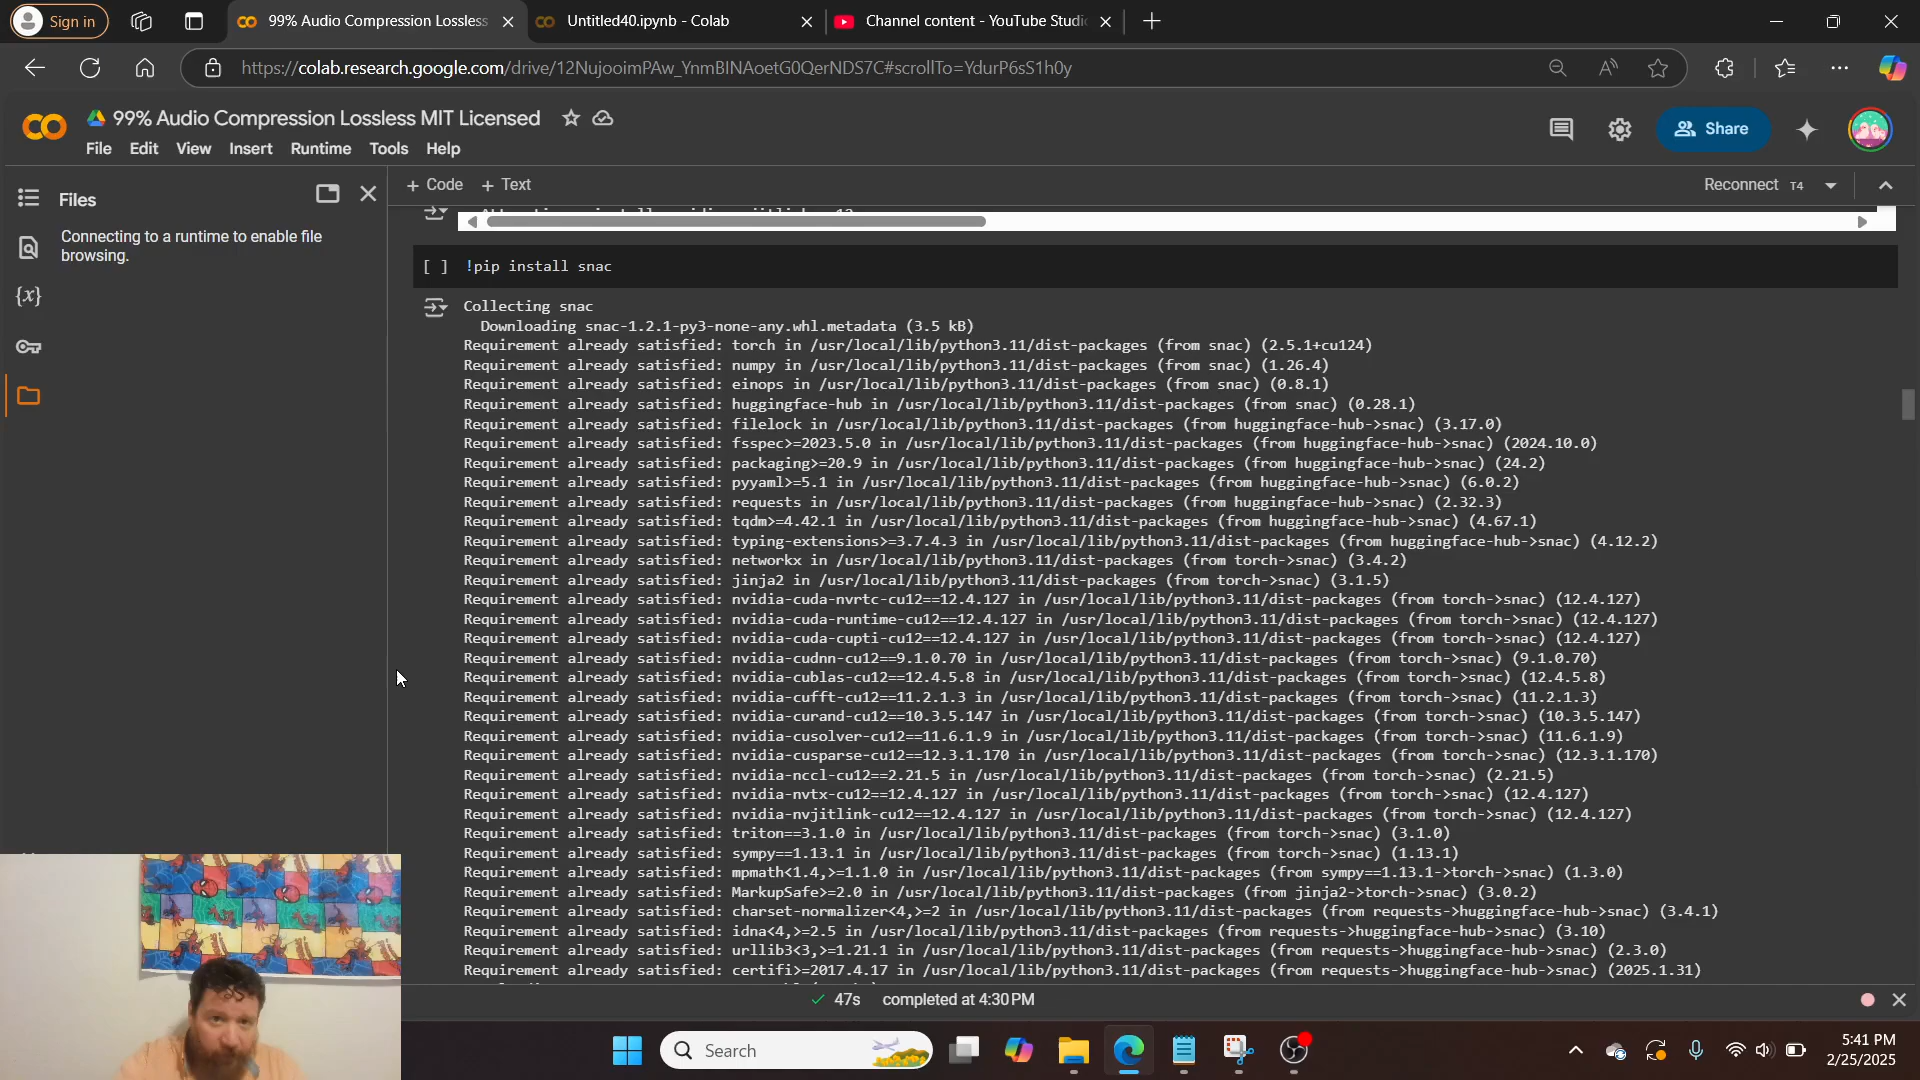 Sign in
99% Audio Compression Lossless
Untitled40.ipynb - Colab
Channel content - YouTube Studio
https://colab.research.google.com/drive/12NujooimPAw_YnmBINAoetG0QerNDS7C#scrollTo=YdurP6sS1h0y
99% Audio Compression Lossless MIT Licensed
Share
File Edit View Insert Runtime Tools Help
Files
+ Code + Text
Reconnect T4
Connecting to a runtime to enable file
browsing.
[ ] !pip install snac
Collecting snac
Downloading snac-1.2.1-py3-none-any.whl.metadata (3.5 kB)
Requirement already satisfied: torch in /usr/local/lib/python3.11/dist-packages (from snac) (2.5.1+cu124)
Requirement already satisfied: numpy in /usr/local/lib/python3.11/dist-packages (from snac) (1.26.4)
Requirement already satisfied: einops in /usr/local/lib/python3.11/dist-packages (from snac) (0.8.1)
Requirement already satisfied: huggingface-hub in /usr/local/lib/python3.11/dist-packages (from snac) (0.28.1)
Requirement already satisfied: filelock in /usr/local/lib/python3.11/dist-packages (from huggingface-hub->snac) (3.17.0)
Requirement already satisfied: fsspec>=2023.5.0 in /usr/local/lib/python3.11/dist-packages (from huggingface-hub->snac) (2024.10.0)
Requirement already satisfied: packaging>=20.9 in /usr/local/lib/python3.11/dist-packages (from huggingface-hub->snac) (24.2)
Requirement already satisfied: pyyaml>=5.1 in /usr/local/lib/python3.11/dist-packages (from huggingface-hub->snac) (6.0.2)
Requirement already satisfied: requests in /usr/local/lib/python3.11/dist-packages (from huggingface-hub->snac) (2.32.3)
Requirement already satisfied: tqdm>=4.42.1 in /usr/local/lib/python3.11/dist-packages (from huggingface-hub->snac) (4.67.1)
Requirement already satisfied: typing-extensions>=3.7.4.3 in /usr/local/lib/python3.11/dist-packages (from huggingface-hub->snac) (4.12.2)
Requirement already satisfied: networkx in /usr/local/lib/python3.11/dist-packages (from torch->snac) (3.4.2)
Requirement already satisfied: jinja2 in /usr/local/lib/python3.11/dist-packages (from torch->snac) (3.1.5)
Requirement already satisfied: nvidia-cuda-nvrtc-cu12==12.4.127 in /usr/local/lib/python3.11/dist-packages (from torch->snac) (12.4.127)
Requirement already satisfied: nvidia-cuda-runtime-cu12==12.4.127 in /usr/local/lib/python3.11/dist-packages (from torch->snac) (12.4.127)
Requirement already satisfied: nvidia-cuda-cupti-cu12==12.4.127 in /usr/local/lib/python3.11/dist-packages (from torch->snac) (12.4.127)
Requirement already satisfied: nvidia-cudnn-cu12==9.1.0.70 in /usr/local/lib/python3.11/dist-packages (from torch->snac) (9.1.0.70)
Requirement already satisfied: nvidia-cublas-cu12==12.4.5.8 in /usr/local/lib/python3.11/dist-packages (from torch->snac) (12.4.5.8)
Requirement already satisfied: nvidia-cufft-cu12==11.2.1.3 in /usr/local/lib/python3.11/dist-packages (from torch->snac) (11.2.1.3)
Requirement already satisfied: nvidia-curand-cu12==10.3.5.147 in /usr/local/lib/python3.11/dist-packages (from torch->snac) (10.3.5.147)
Requirement already satisfied: nvidia-cusolver-cu12==11.6.1.9 in /usr/local/lib/python3.11/dist-packages (from torch->snac) (11.6.1.9)
Requirement already satisfied: nvidia-cusparse-cu12==12.3.1.170 in /usr/local/lib/python3.11/dist-packages (from torch->snac) (12.3.1.170)
Requirement already satisfied: nvidia-nccl-cu12==2.21.5 in /usr/local/lib/python3.11/dist-packages (from torch->snac) (2.21.5)
Requirement already satisfied: nvidia-nvtx-cu12==12.4.127 in /usr/local/lib/python3.11/dist-packages (from torch->snac) (12.4.127)
Requirement already satisfied: nvidia-nvjitlink-cu12==12.4.127 in /usr/local/lib/python3.11/dist-packages (from torch->snac) (12.4.127)
Requirement already satisfied: triton==3.1.0 in /usr/local/lib/python3.11/dist-packages (from torch->snac) (3.1.0)
Requirement already satisfied: sympy==1.13.1 in /usr/local/lib/python3.11/dist-packages (from torch->snac) (1.13.1)
Requirement already satisfied: mpmath<1.4,>=1.1.0 in /usr/local/lib/python3.11/dist-packages (from sympy==1.13.1->torch->snac) (1.3.0)
Requirement already satisfied: MarkupSafe>=2.0 in /usr/local/lib/python3.11/dist-packages (from jinja2->torch->snac) (3.0.2)
Requirement already satisfied: charset-normalizer<4,>=2 in /usr/local/lib/python3.11/dist-packages (from requests->huggingface-hub->snac) (3.4.1)
Requirement already satisfied: idna<4,>=2.5 in /usr/local/lib/python3.11/dist-packages (from requests->huggingface-hub->snac) (3.10)
Requirement already satisfied: urllib3<3,>=1.21.1 in /usr/local/lib/python3.11/dist-packages (from requests->huggingface-hub->snac) (2.3.0)
Requirement already satisfied: certifi>=2017.4.17 in /usr/local/lib/python3.11/dist-packages (from requests->huggingface-hub->snac) (2025.1.31)
47s completed at 4:30 PM
Search
5:41 PM
2/25/2025